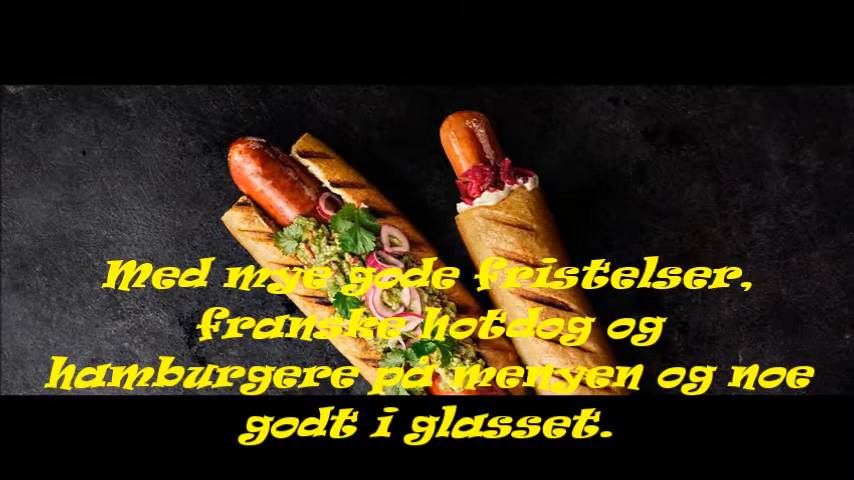 Med mye gode fristelser,
franske hotdog og
hamburgere på menyen og noe
godt i glasset.